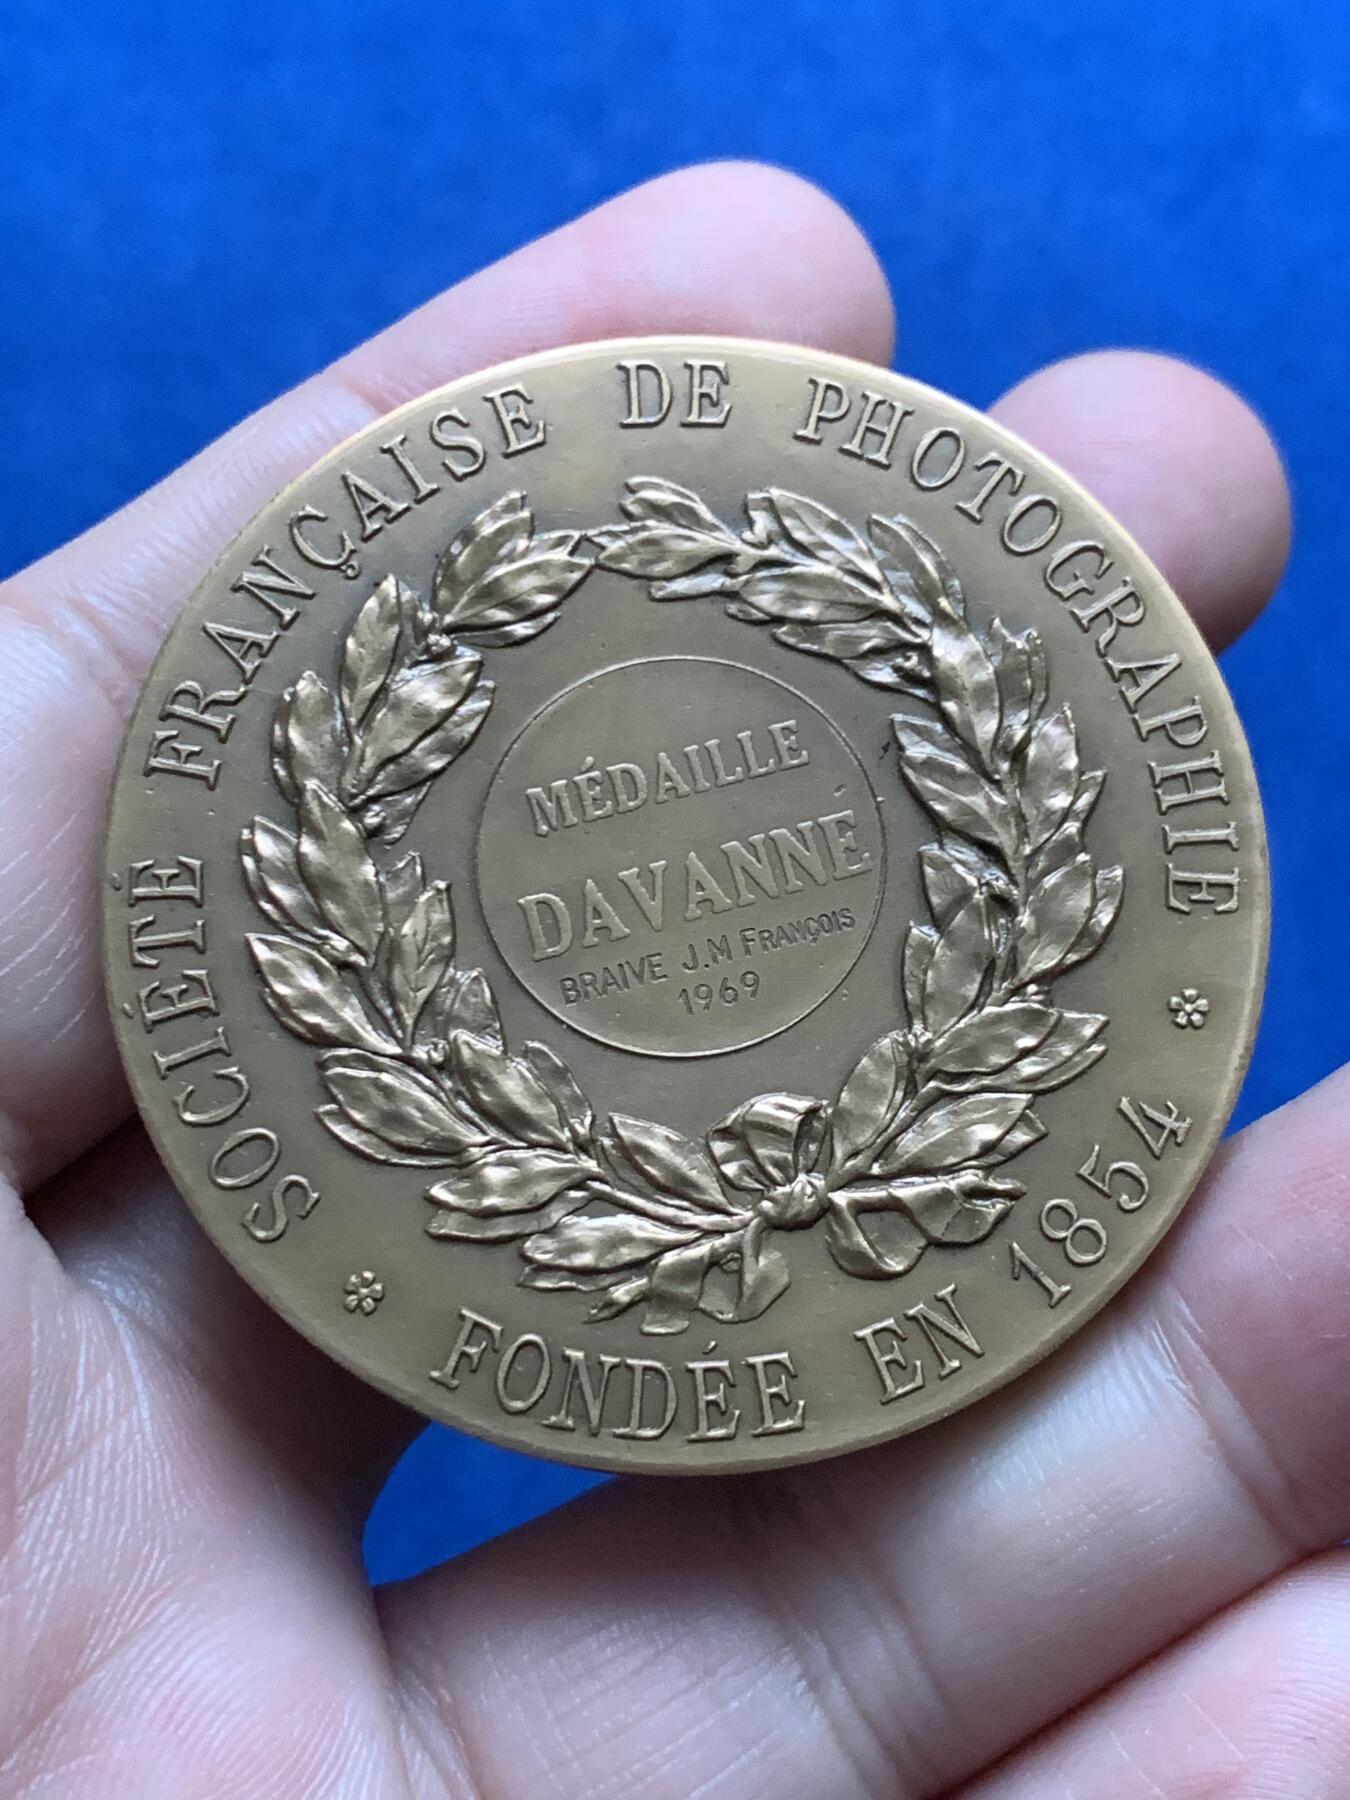 SOCIÉTÉ FRANÇAISE DE PHOTOGRAPHIE
MÉDAILLE
DAVANNE
BRAIVE J.M FRANÇOIS
1969
FONDÉE EN 1854